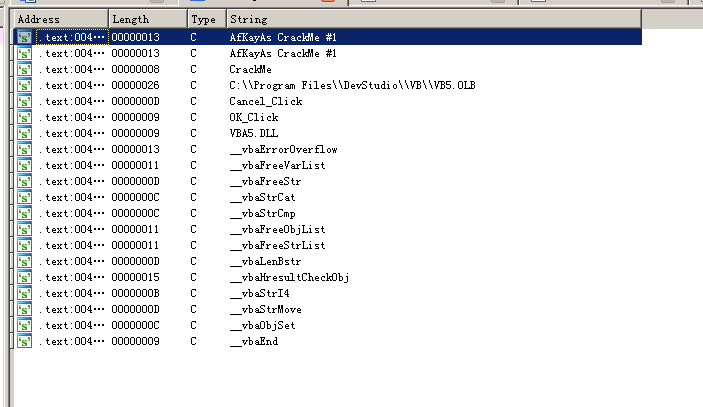 Address Length Type String
.text:004… 00000013 C AfKayAs CrackMe #1
.text:004… 00000013 C AfKayAs CrackMe #1
.text:004… 00000008 C CrackMe
.text:004… 00000026 C C:\\Program Files\\DevStudio\\VB\\VB5.OLB
.text:004… 0000000D C Cancel_Click
.text:004… 00000009 C OK_Click
.text:004… 00000009 C VBA5.DLL
.text:004… 00000013 C __vbaErrorOverflow
.text:004… 00000011 C __vbaFreeVarList
.text:004… 0000000D C __vbaFreeStr
.text:004… 0000000C C __vbaStrCat
.text:004… 0000000C C __vbaStrCmp
.text:004… 00000011 C __vbaFreeObjList
.text:004… 00000011 C __vbaFreeStrList
.text:004… 0000000D C __vbaLenBstr
.text:004… 00000015 C __vbaHresultCheckObj
.text:004… 0000000B C __vbaStrI4
.text:004… 0000000D C __vbaStrMove
.text:004… 0000000C C __vbaObjSet
.text:004… 00000009 C __vbaEnd